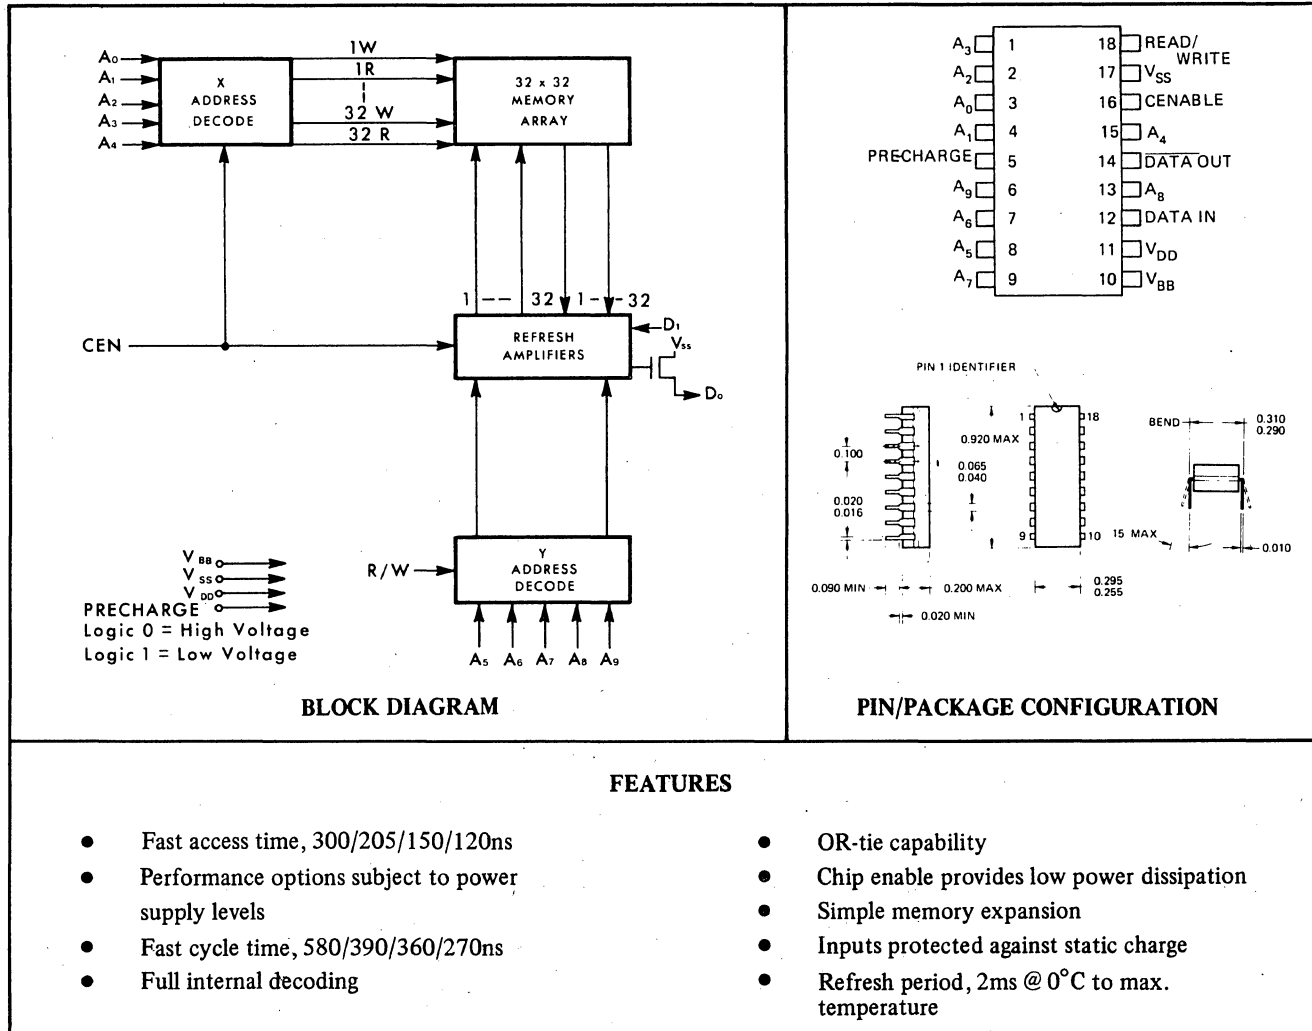 A₀
A₁
A₂
A₃
A₄
X
ADDRESS
DECODE
1W
1R
32 W
32 R
32 x 32
MEMORY
ARRAY
1 -- 32 1 --- 32
CEN
REFRESH
AMPLIFIERS
D₁
Vss
D₀
R/W
Y
ADDRESS
DECODE
A₅ A₆ A₇ A₈ A₉
V BB
V SS
V DD
PRECHARGE
Logic 0 = High Voltage
Logic 1 = Low Voltage
BLOCK DIAGRAM
A₃ 1 18 READ/
WRITE
A₂ 2 17 VSS
A₀ 3 16 CENABLE
A₁ 4 15 A₄
PRECHARGE 5 14 D̅A̅T̅A̅ OUT
A₉ 6 13 A₈
A₆ 7 12 DATA IN
A₅ 8 11 VDD
A₇ 9 10 VBB
PIN 1 IDENTIFIER
1 18
BEND 0.310
0.290
0.920 MAX
0.100
0.065
0.040
0.020
0.016
9 10
15 MAX
0.010
0.090 MIN
0.200 MAX
0.295
0.255
0.020 MIN
PIN/PACKAGE CONFIGURATION
FEATURES
● Fast access time, 300/205/150/120ns
● Performance options subject to power
supply levels
● Fast cycle time, 580/390/360/270ns
● Full internal decoding
● OR-tie capability
● Chip enable provides low power dissipation
● Simple memory expansion
● Inputs protected against static charge
● Refresh period, 2ms @ 0°C to max.
temperature